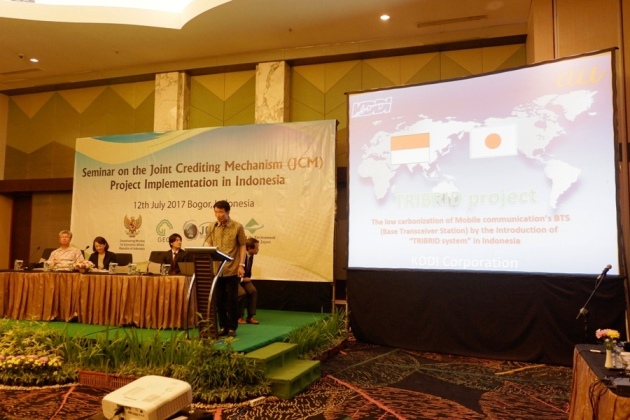 Seminar on the Joint Crediting Mechanism (JCM)
Project Implementation in Indonesia
12th July 2017 Bogor, Indonesia
KDDI
au
TRIBRID project
The low carbonization of Mobile communication's BTS
(Base Transceiver Station) by the introduction of
"TRIBRID system" in Indonesia
KDDI Corporation